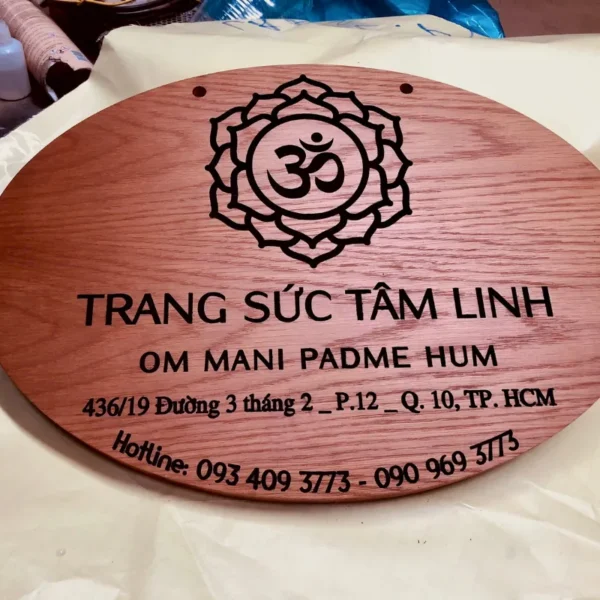 ॐ
TRANG SỨC TÂM LINH
OM MANI PADME HUM
436/19 Đường 3 tháng 2 _ P.12 _ Q. 10, TP. HCM
Hotline: 093 409 3773 - 090 969 3773